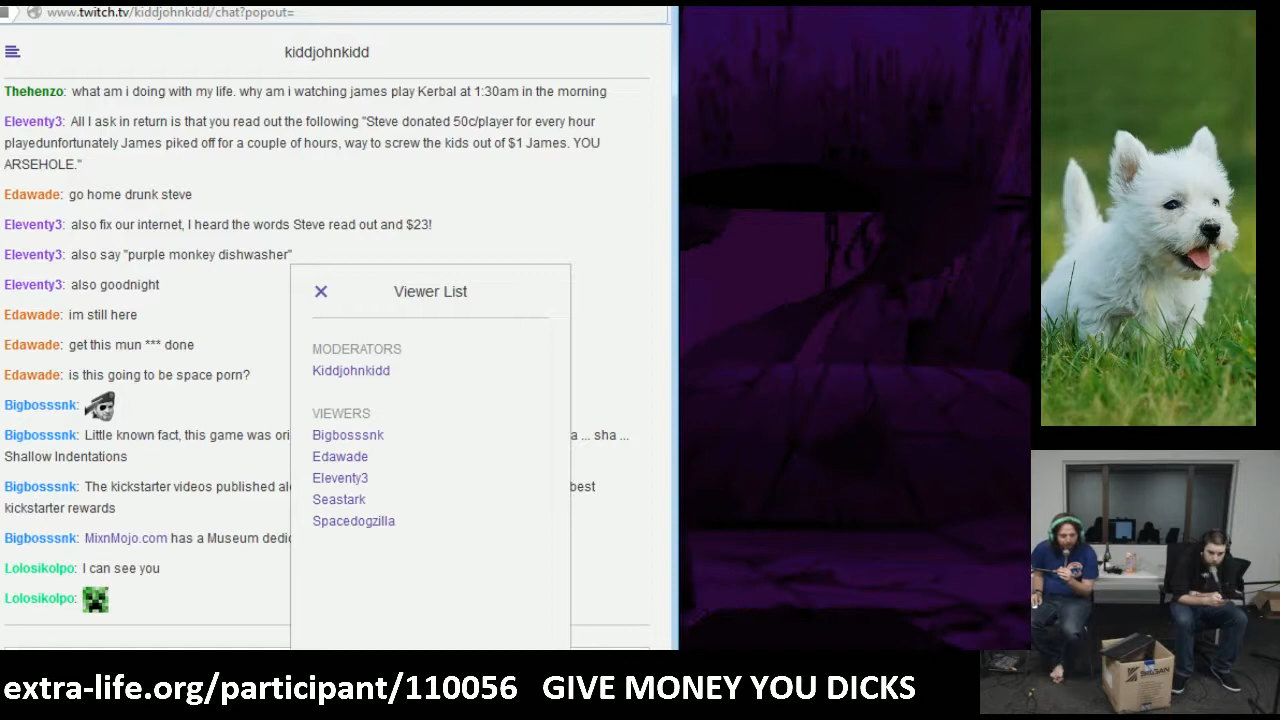 www.twitch.tv/kiddjohnkidd/chat?popout=
kiddjohnkidd
Thehenzo: what am i doing with my life. why am i watching james play Kerbal at 1:30am in the morning
Eleventy3: All I ask in return is that you read out the following "Steve donated 50c/player for every hour
playedunfortunately James piked off for a couple of hours, way to screw the kids out of $1 James. YOU
ARSEHOLE."
Edawade: go home drunk steve
Eleventy3: also fix our internet, I heard the words Steve read out and $23!
Eleventy3: also say "purple monkey dishwasher"
Eleventy3: also goodnight
Edawade: im still here
Edawade: get this mun *** done
Edawade: is this going to be space porn?
Bigbosssnk:
Bigbosssnk: Little known fact, this game was ori
a ... sha ...
Shallow Indentations
Bigbosssnk: The kickstarter videos published al
best
kickstarter rewards
Bigbosssnk: MixnMojo.com has a Museum dedi
Lolosikolpo: I can see you
Lolosikolpo:
Viewer List
MODERATORS
Kiddjohnkidd
VIEWERS
Bigbosssnk
Edawade
Eleventy3
Seastark
Spacedogzilla
extra-life.org/participant/110056 GIVE MONEY YOU DICKS